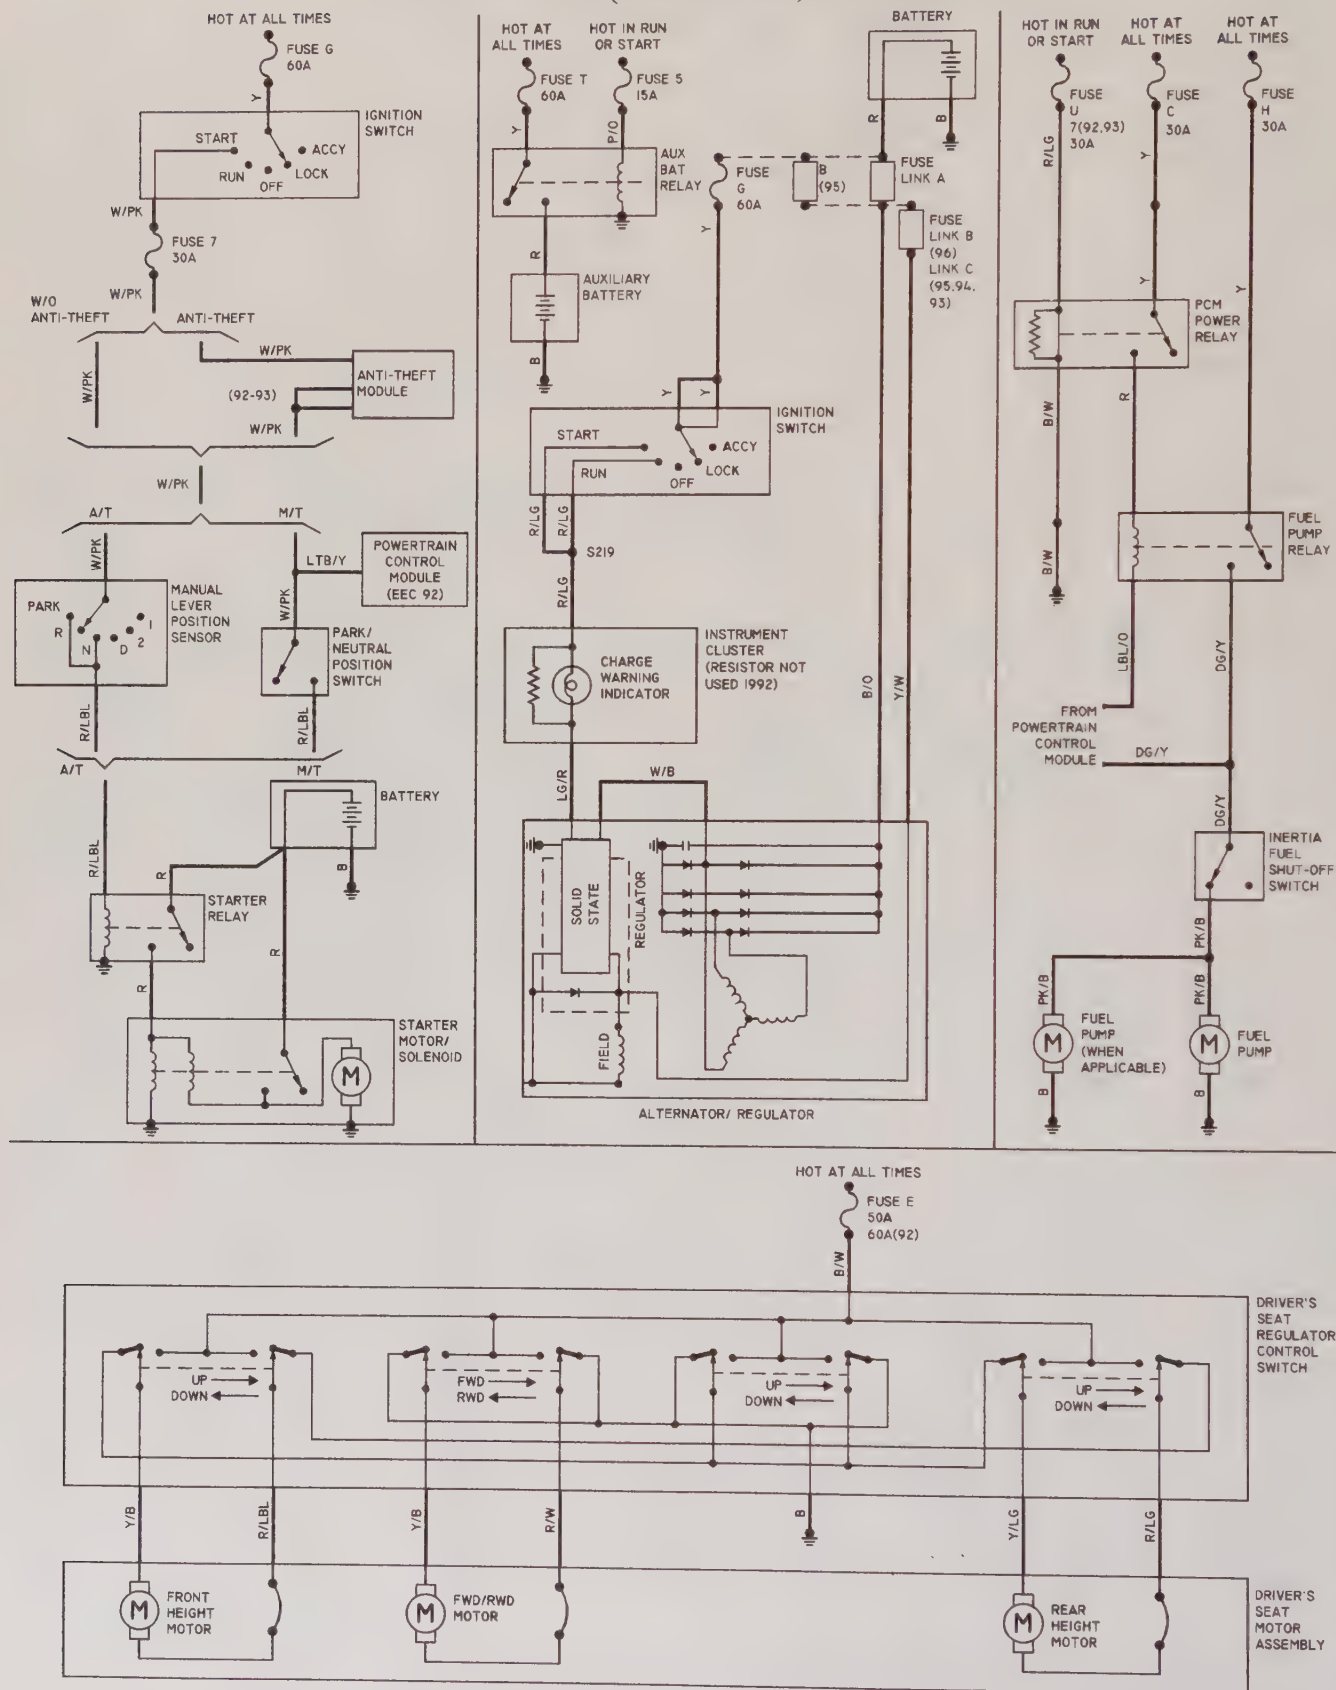 HOT AT ALL TIMES
FUSE G
60A
Y
IGNITION
SWITCH
START
ACCY
LOCK
RUN
OFF
W/PK
FUSE 7
30A
W/PK
W/O
ANTI-THEFT
ANTI-THEFT
W/PK
W/PK
ANTI-THEFT
MODULE
(92-93)
W/PK
W/PK
A/T
M/T
W/PK
LTB/Y
POWERTRAIN
CONTROL
MODULE
(EEC 92)
W/PK
MANUAL
LEVER
POSITION
SENSOR
PARK
R
N
D
2
1
PARK/
NEUTRAL
POSITION
SWITCH
R/LBL
R/LBL
A/T
M/T
BATTERY
R/LBL
R
B
STARTER
RELAY
R
R
STARTER
MOTOR/
SOLENOID
M
HOT AT
ALL TIMES
HOT IN RUN
OR START
FUSE T
60A
FUSE 5
15A
Y
P/O
AUX
BAT
RELAY
R
AUXILIARY
BATTERY
B
BATTERY
R
B
FUSE
G
60A
B
(95)
FUSE
LINK A
FUSE
LINK B
(96)
LINK C
(95,94,
93)
Y
Y
Y
IGNITION
SWITCH
START
ACCY
RUN
LOCK
OFF
R/LG
R/LG
S219
R/LG
INSTRUMENT
CLUSTER
(RESISTOR NOT
USED 1992)
CHARGE
WARNING
INDICATOR
B/O
Y/W
LG/R
W/B
SOLID
STATE
REGULATOR
FIELD
ALTERNATOR/ REGULATOR
HOT IN RUN
OR START
HOT AT
ALL TIMES
HOT AT
ALL TIMES
FUSE
U
7(92,93)
30A
FUSE
C
30A
FUSE
H
30A
R/LG
Y
Y
Y
PCM
POWER
RELAY
B/W
R
FUEL
PUMP
RELAY
B/W
LBL/O
DG/Y
FROM
POWERTRAIN
CONTROL
MODULE
DG/Y
DG/Y
INERTIA
FUEL
SHUT-OFF
SWITCH
PK/B
PK/B
PK/B
M
FUEL
PUMP
(WHEN
APPLICABLE)
M
FUEL
PUMP
B
B
HOT AT ALL TIMES
FUSE E
50A
60A(92)
B/W
DRIVER'S
SEAT
REGULATOR
CONTROL
SWITCH
UP
DOWN
FWD
RWD
UP
DOWN
UP
DOWN
Y/B
R/LBL
Y/B
R/W
B
Y/LG
R/LG
M
FRONT
HEIGHT
MOTOR
M
FWD/RWD
MOTOR
M
REAR
HEIGHT
MOTOR
DRIVER'S
SEAT
MOTOR
ASSEMBLY